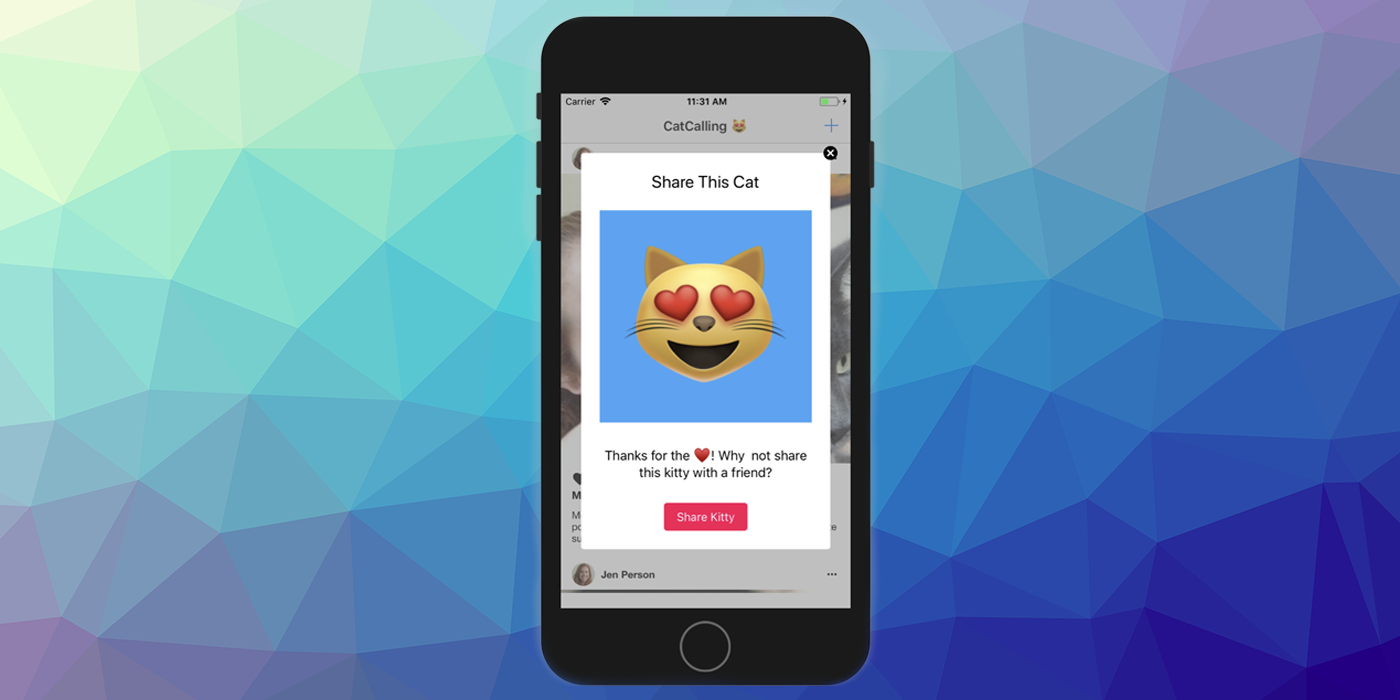 Carrier 11:31 AM
CatCalling 😻
Share This Cat
Thanks for the ❤️! Why  not share
this kitty with a friend?
Share Kitty
Jen Person